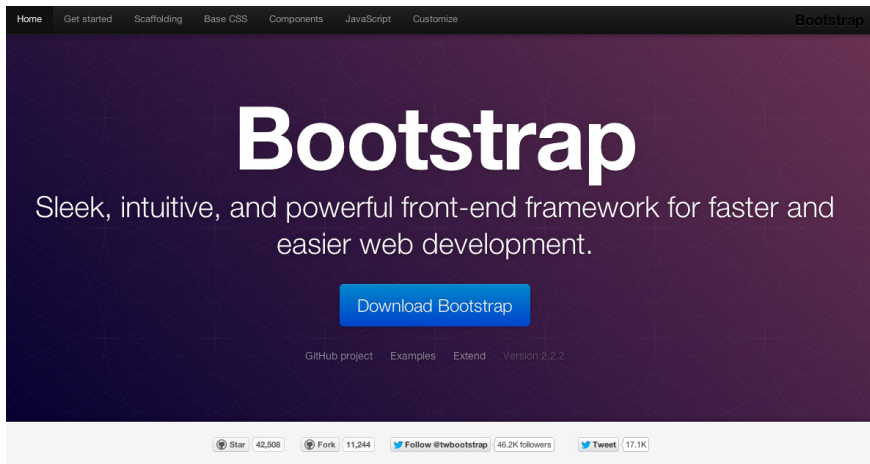 Home Get started Scaffolding Base CSS Components JavaScript Customize Bootstrap
Bootstrap
Sleek, intuitive, and powerful front-end framework for faster and
easier web development.
Download Bootstrap
GitHub project Examples Extend Version 2.2.2
Star 42,508 Fork 11,244 Follow @twbootstrap 46.2K followers Tweet 17.1K